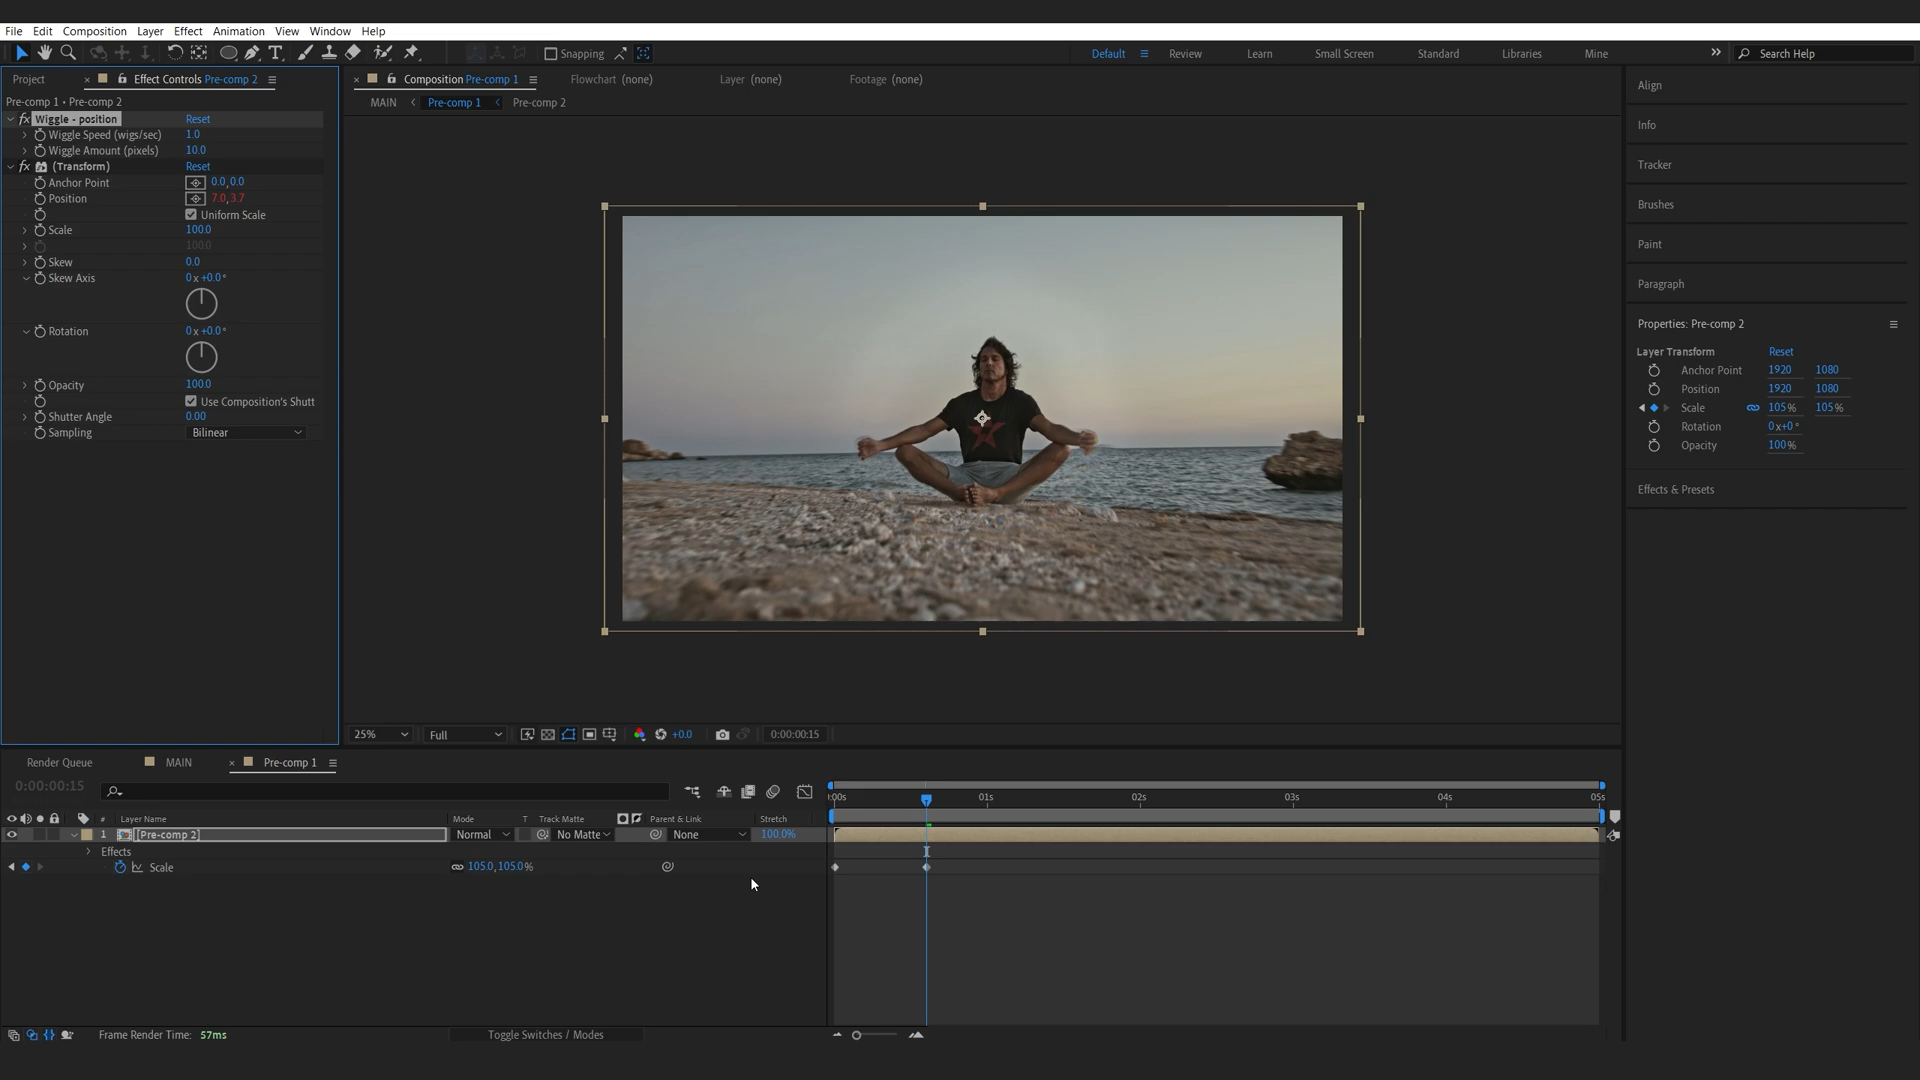 File Edit Composition Layer Effect Animation View Window Help
Snapping
Default Review Learn Small Screen Standard Libraries Mine
Search Help
Project Effect Controls Pre-comp 2
Composition Pre-comp 1 Flowchart (none) Layer (none) Footage (none)
Pre-comp 1 • Pre-comp 2
MAIN Pre-comp 1 Pre-comp 2
fx Wiggle - position Reset
Wiggle Speed (wigs/sec) 1.0
Wiggle Amount (pixels) 10.0
fx (Transform) Reset
Anchor Point 0.0,0.0
Position 7.0,3.7
Uniform Scale
Scale 100.0
100.0
Skew 0.0
Skew Axis 0x+0.0°
Rotation 0x+0.0°
Opacity 100.0
Use Composition's Shutt
Shutter Angle 0.00
Sampling Bilinear
Align
Info
Tracker
Brushes
Paint
Paragraph
Properties: Pre-comp 2
Layer Transform Reset
Anchor Point 1920 1080
Position 1920 1080
Scale 105% 105%
Rotation 0x+0°
Opacity 100%
Effects & Presets
25% Full +0.0 0:00:00:15
Render Queue MAIN Pre-comp 1
0:00:00:15
:00s 01s 02s 03s 04s 05s
# Layer Name Mode T Track Matte Parent & Link Stretch
1 [Pre-comp 2] Normal No Matte None 100.0%
Effects
Scale 105.0,105.0%
Frame Render Time: 57ms Toggle Switches / Modes